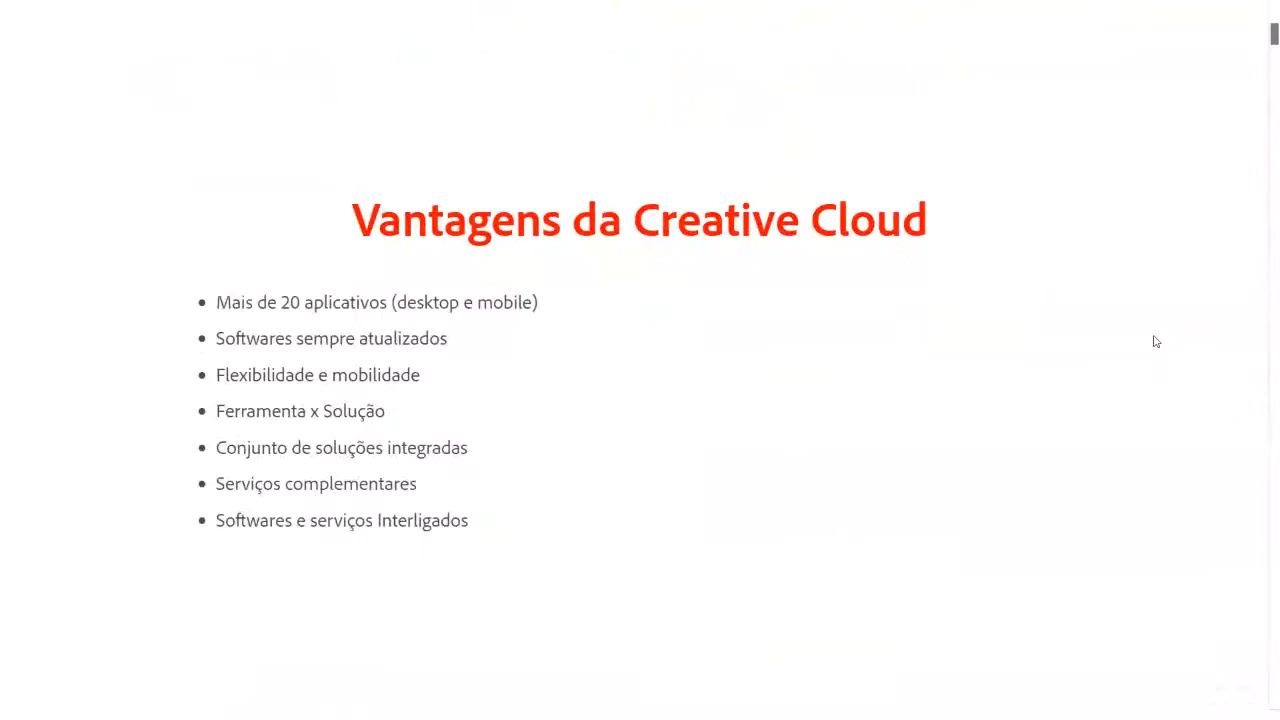 Vantagens da Creative Cloud
• Mais de 20 aplicativos (desktop e mobile)
• Softwares sempre atualizados
• Flexibilidade e mobilidade
• Ferramenta x Solução
• Conjunto de soluções integradas
• Serviços complementares
• Softwares e serviços Interligados